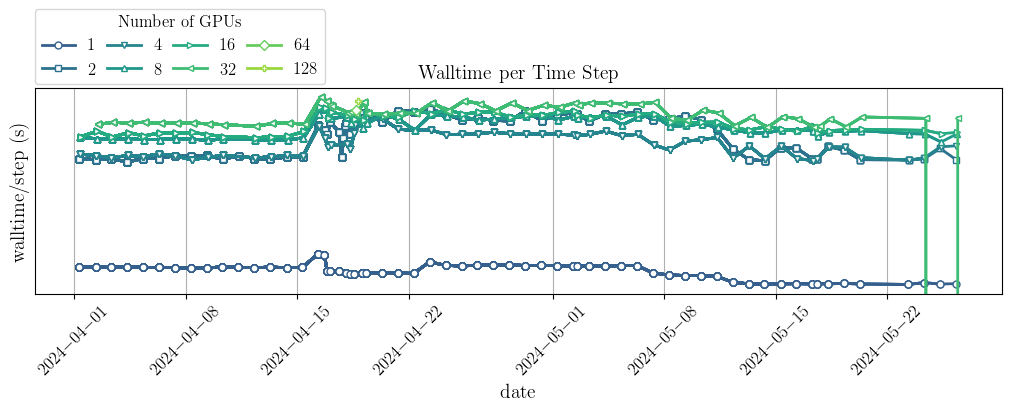 Number of GPUs
1 4 16 64
2 8 32 128
Walltime per Time Step
walltime/step (s)
2024−04−01
2024−04−08
2024−04−15
2024−04−22
2024−05−01
2024−05−08
2024−05−15
2024−05−22
date